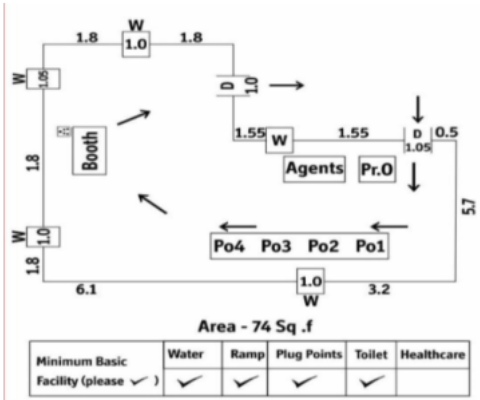 W
1.8 1.0 1.8
W 1.05
D 1.0
1.55 W 1.55 D 1.05 0.5
Booth
Agents Pr.O
1.8
5.7
W 1.0
Po4 Po3 Po2 Po1
1.8
6.1 1.0 3.2
W
Area - 74 Sq .f
Minimum Basic Facility (please ✓ )
Water Ramp Plug Points Toilet Healthcare
✓ ✓ ✓ ✓